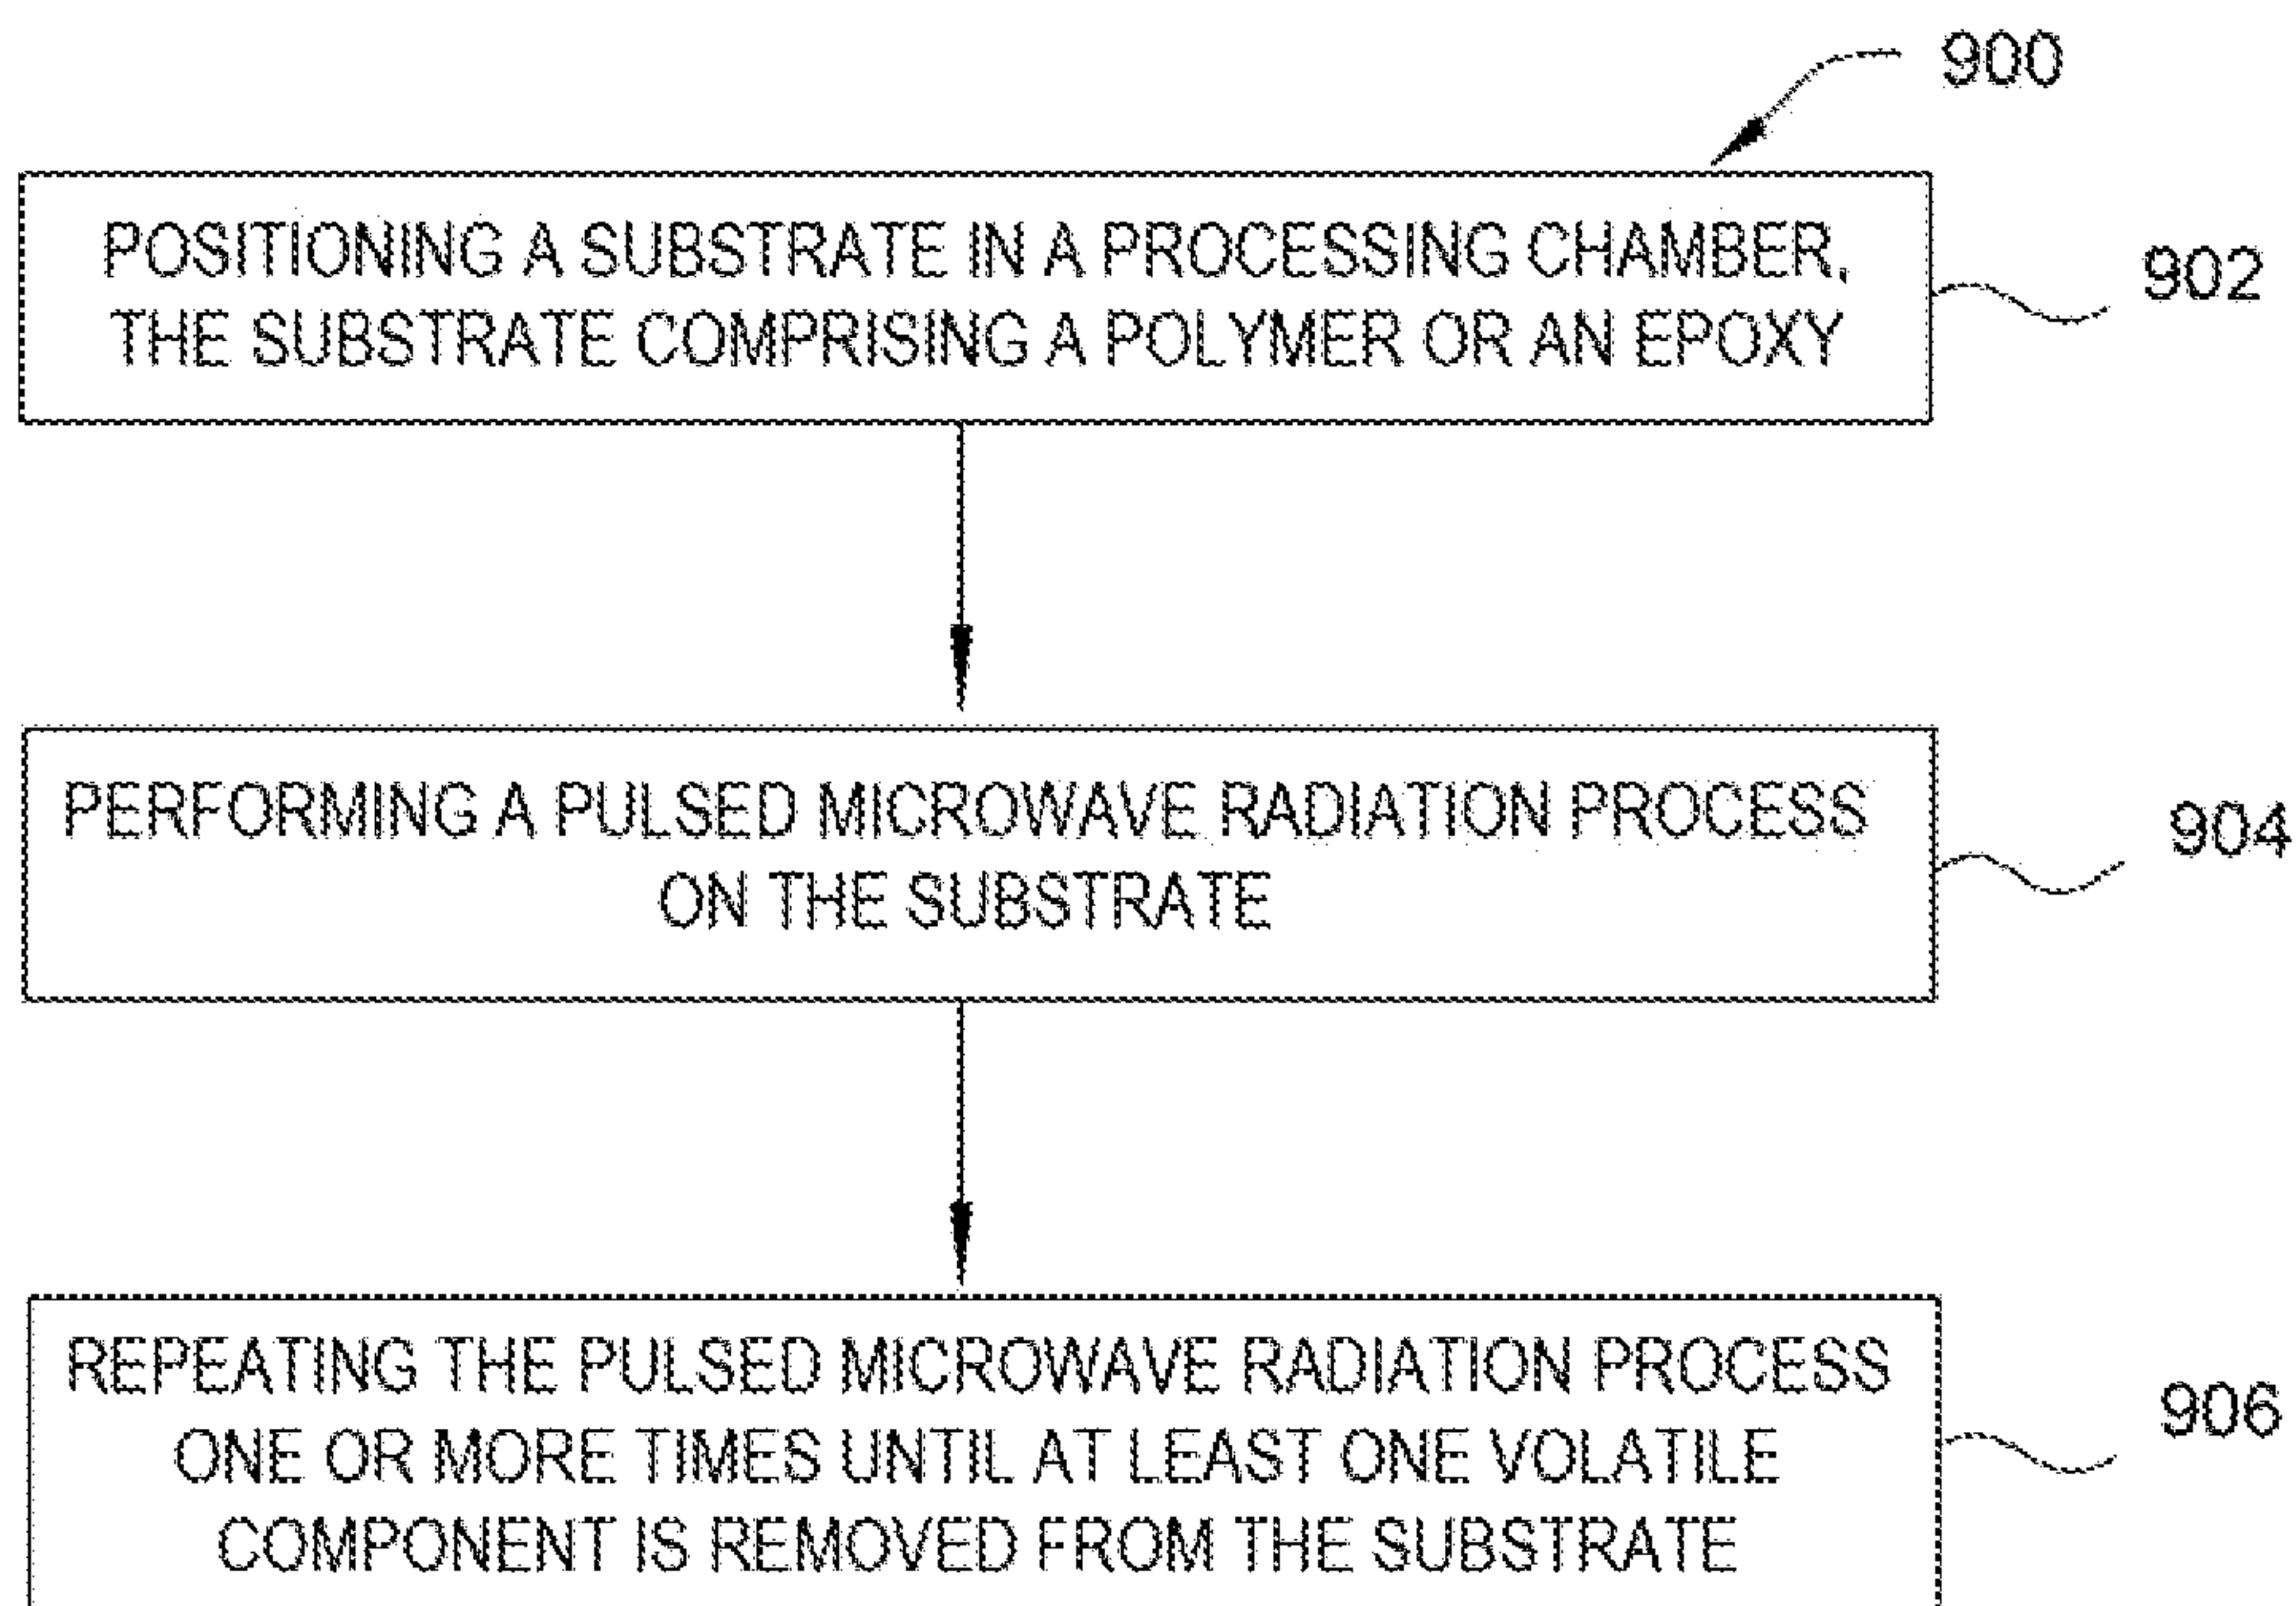 900
POSITIONING A SUBSTRATE IN A PROCESSING CHAMBER,
THE SUBSTRATE COMPRISING A POLYMER OR AN EPOXY
902
PERFORMING A PULSED MICROWAVE RADIATION PROCESS
ON THE SUBSTRATE
904
REPEATING THE PULSED MICROWAVE RADIATION PROCESS
ONE OR MORE TIMES UNTIL AT LEAST ONE VOLATILE
COMPONENT IS REMOVED FROM THE SUBSTRATE
906